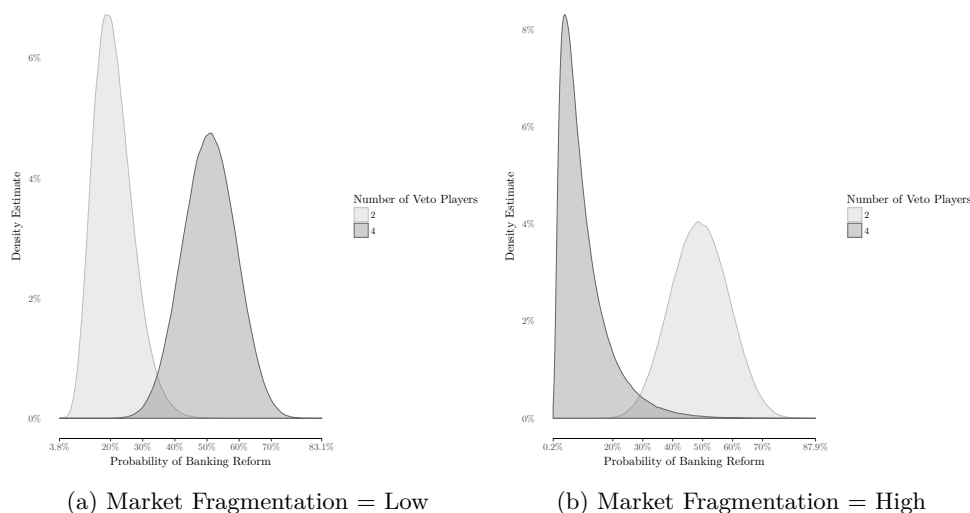 6%
4%
2%
0%
Density Estimate
3.8% 20% 30% 40% 50% 60% 70% 83.1%
Probability of Banking Reform
Number of Veto Players
2
4
(a) Market Fragmentation = Low
8%
6%
4%
2%
0%
Density Estimate
0.2% 20% 30% 40% 50% 60% 70% 87.9%
Probability of Banking Reform
Number of Veto Players
2
4
(b) Market Fragmentation = High